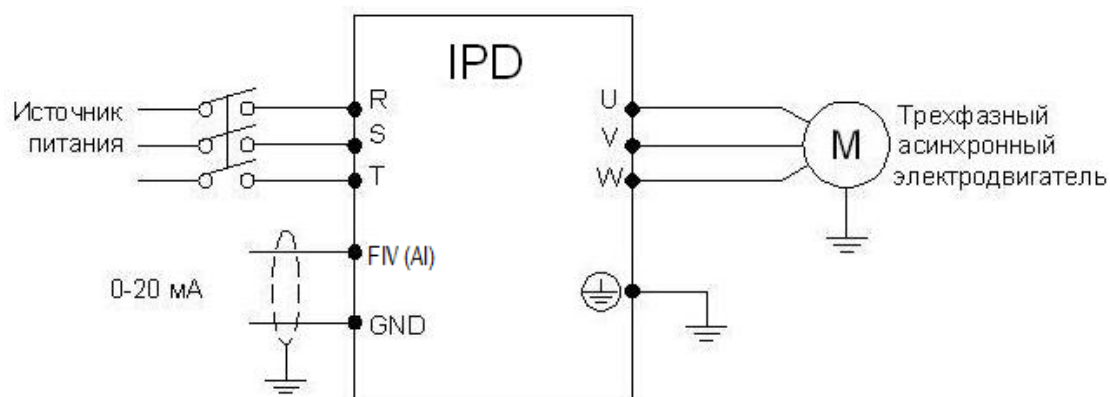 IPD
Источник
питания
R
S
T
U
V
W
M
Трехфазный
асинхронный
электродвигатель
0-20 мА
FIV (AI)
GND